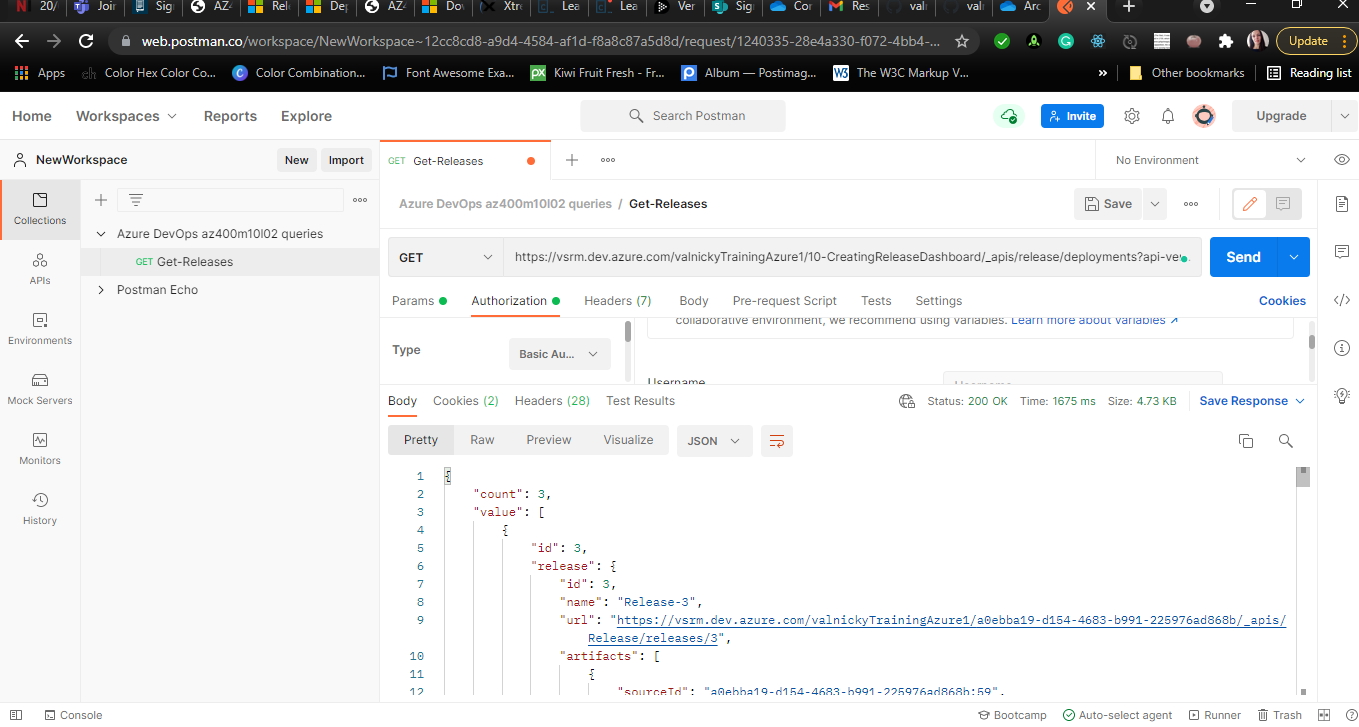 20/ Joir Sig AZ4 Rel De AZ4 Dov Xtr Lea Lea Ver Sig Cor Res valr valr Arc
web.postman.co/workspace/NewWorkspace~12cc8cd8-a9d4-4584-af1d-f8a8c87a5d8d/request/1240335-28e4a330-f072-4bb4-... Update
Apps Color Hex Color Co... Color Combination... Font Awesome Exa... Kiwi Fruit Fresh - Fr... Album — Postimag... The W3C Markup V... » Other bookmarks Reading list
Home Workspaces Reports Explore Search Postman Invite Upgrade
NewWorkspace New Import GET Get-Releases No Environment
Collections
APIs
Environments
Mock Servers
Monitors
History
Azure DevOps az400m10l02 queries
GET Get-Releases
Postman Echo
Azure DevOps az400m10l02 queries / Get-Releases Save
GET https://vsrm.dev.azure.com/valnickyTrainingAzure1/10-CreatingReleaseDashboard/_apis/release/deployments?api-ve Send
Params Authorization Headers (7) Body Pre-request Script Tests Settings Cookies
collaborative environment, we recommend using variables. Learn more about variables ↗
Type Basic Au...
Username Username
Body Cookies (2) Headers (28) Test Results Status: 200 OK Time: 1675 ms Size: 4.73 KB Save Response
Pretty Raw Preview Visualize JSON
1 {
2 "count": 3,
3 "value": [
4 {
5 "id": 3,
6 "release": {
7 "id": 3,
8 "name": "Release-3",
9 "url": "https://vsrm.dev.azure.com/valnickyTrainingAzure1/a0ebba19-d154-4683-b991-225976ad868b/_apis/
Release/releases/3",
10 "artifacts": [
11 {
12 "sourceId": "a0ebba19-d154-4683-b991-225976ad868b:59",
Console Bootcamp Auto-select agent Runner Trash